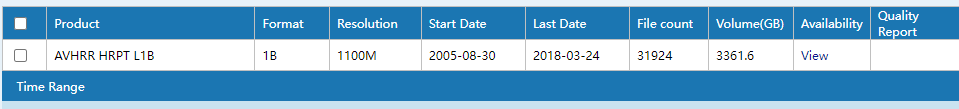 Product Format Resolution Start Date Last Date File count Volume(GB) Availability Quality Report
AVHRR HRPT L1B 1B 1100M 2005-08-30 2018-03-24 31924 3361.6 View
Time Range